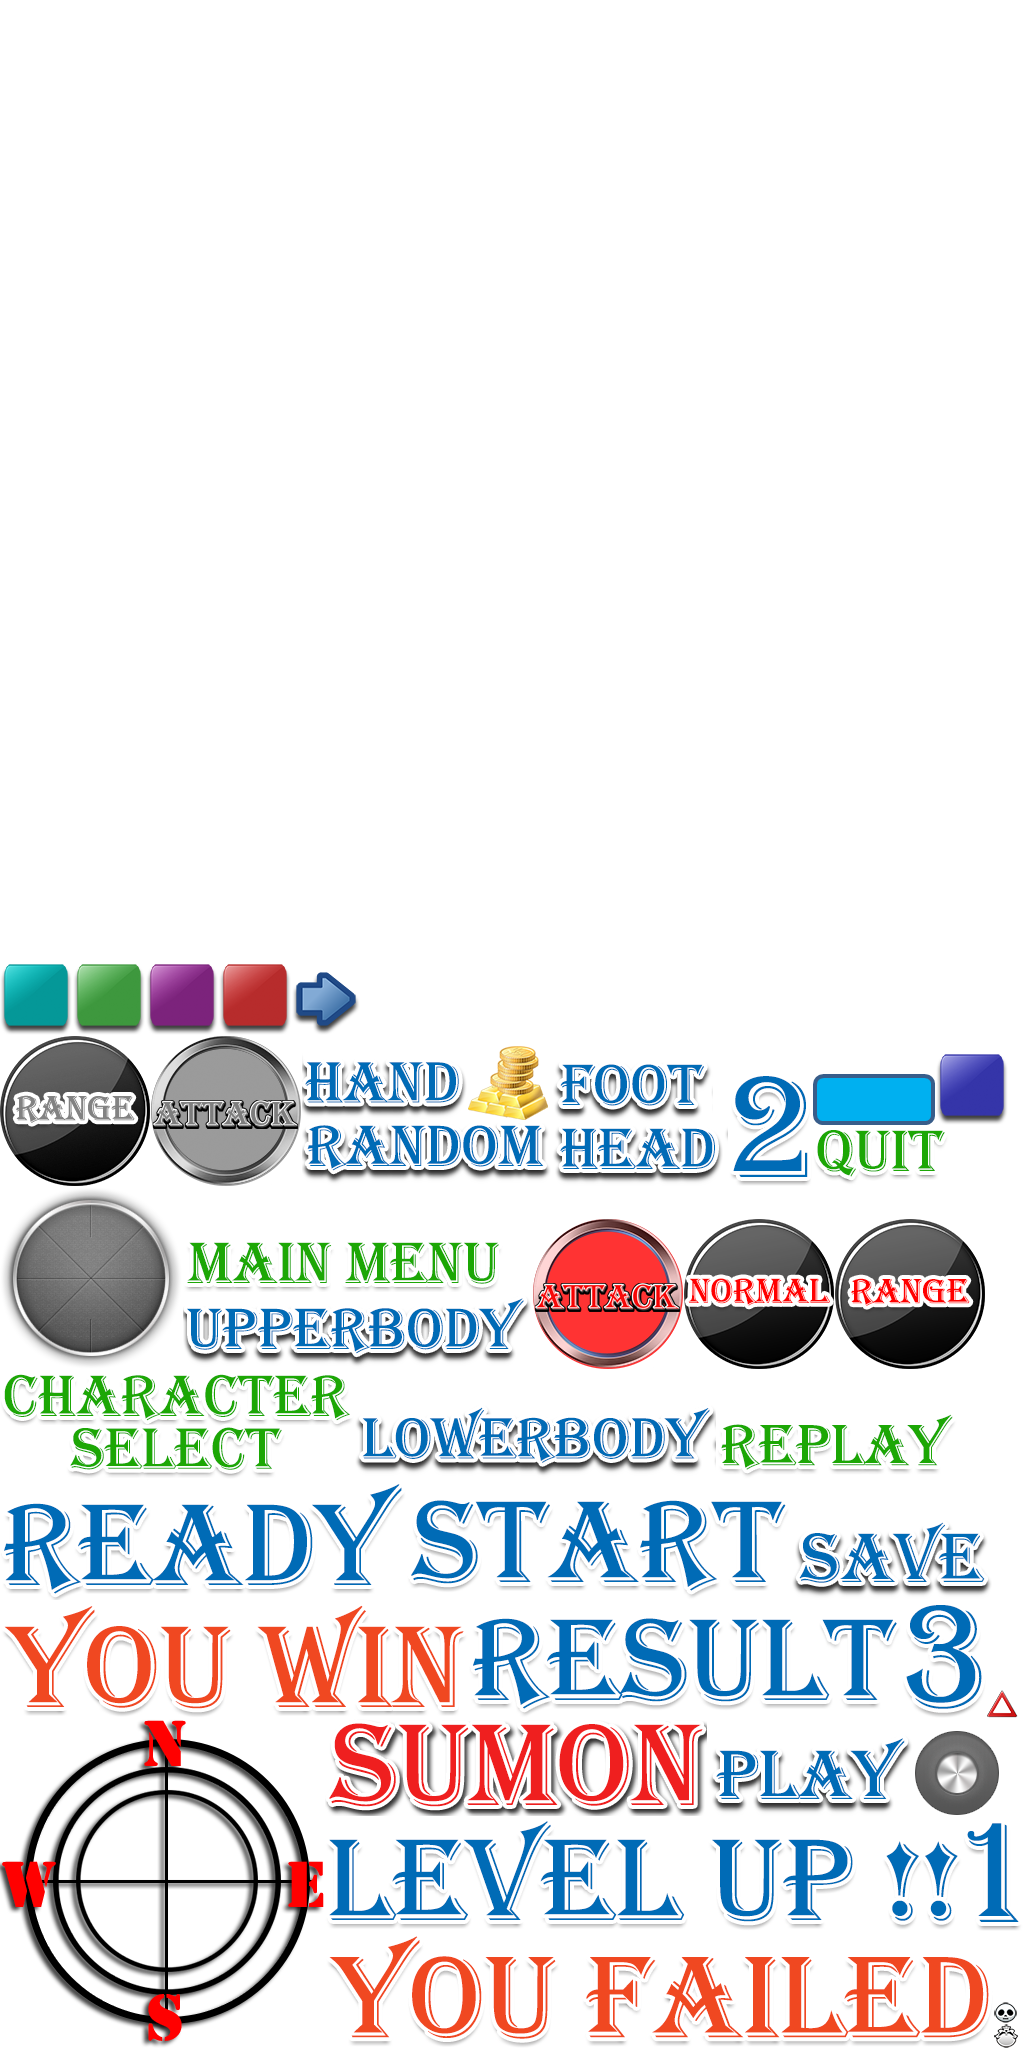 RANGE
ATTACK
HAND
FOOT
RANDOM
HEAD
2
QUIT
MAIN MENU
UPPERBODY
ATTACK
NORMAL
RANGE
CHARACTER
SELECT
LOWERBODY
REPLAY
READY
START
SAVE
YOU WIN
RESULT
3
N
W
E
S
SUMON
PLAY
LEVEL UP !!
1
YOU FAILED